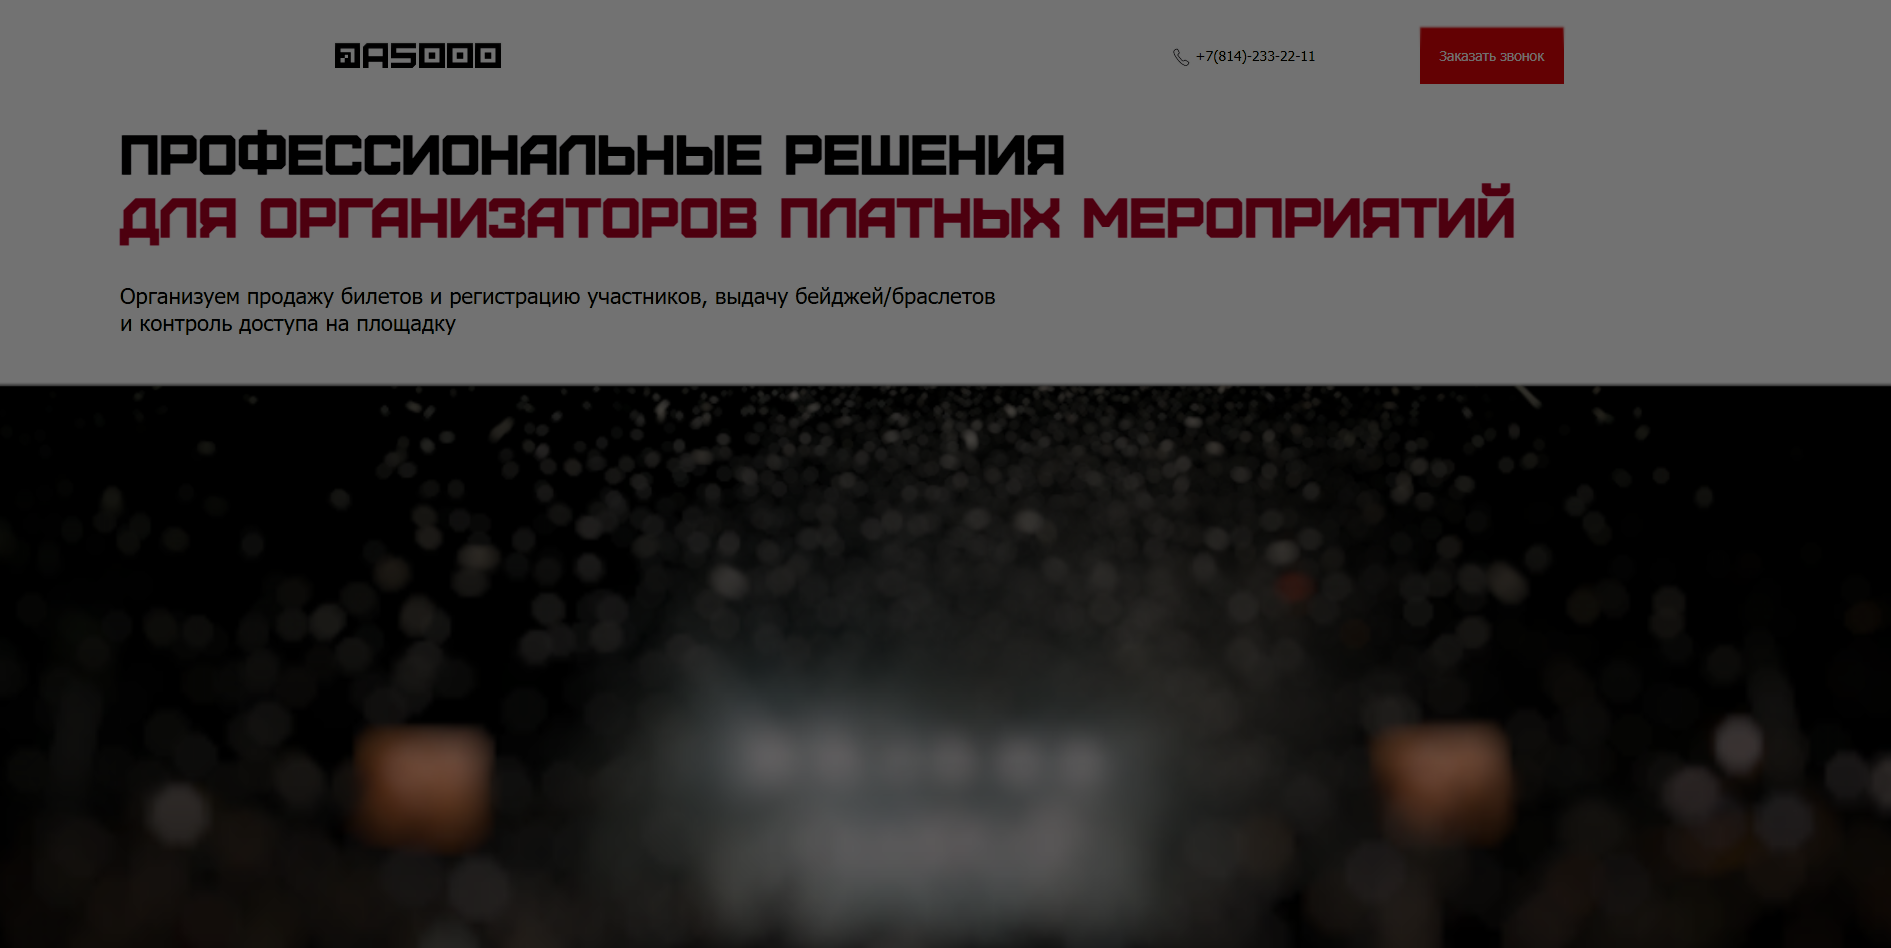 A5000
+7(814)-233-22-11
Заказать звонок
ПРОФЕССИОНАЛЬНЫЕ РЕШЕНИЯ
ДЛЯ ОРГАНИЗАТОРОВ ПЛАТНЫХ МЕРОПРИЯТИЙ
Организуем продажу билетов и регистрацию участников, выдачу бейджей/браслетов
и контроль доступа на площадку